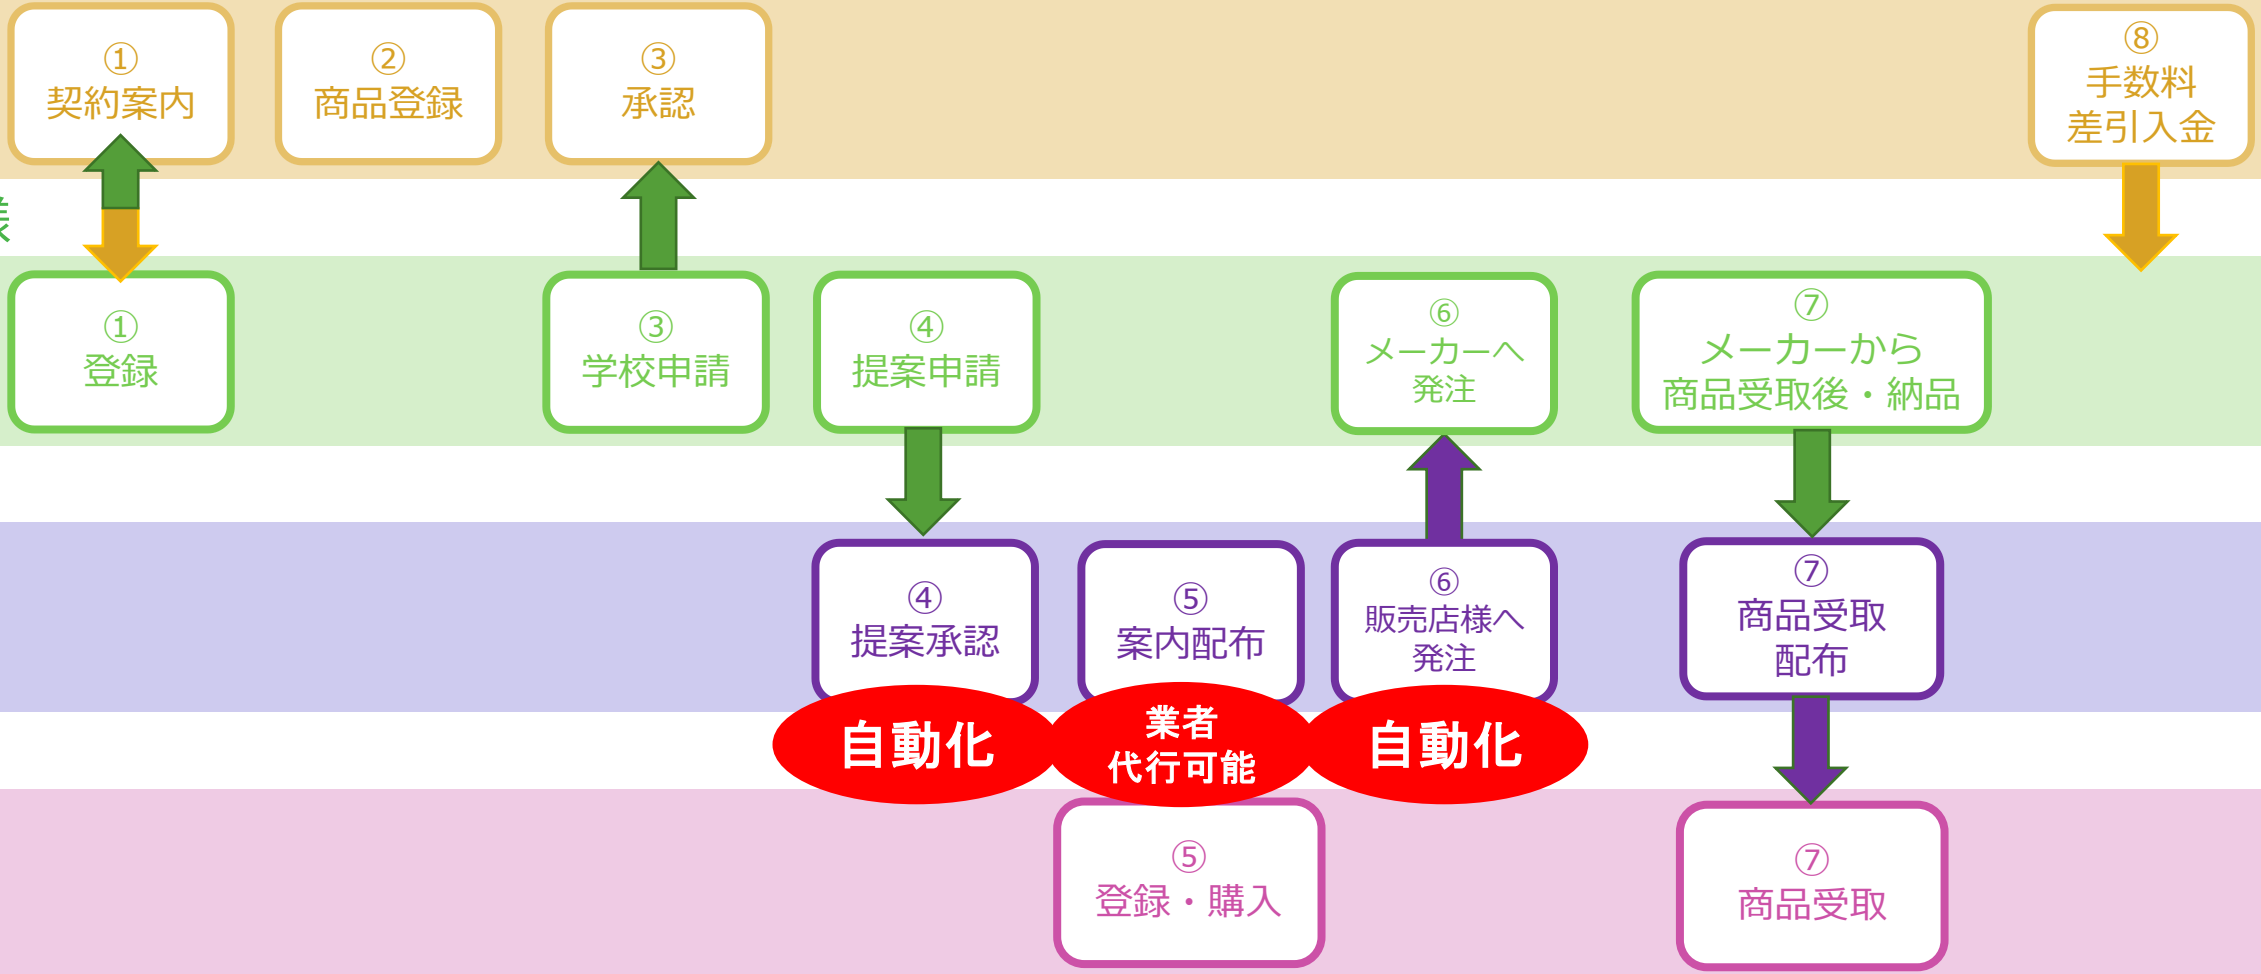 ①
契約案内
②
商品登録
③
承認
⑧
手数料
差引入金
様
①
登録
③
学校申請
④
提案申請
⑥
メーカーへ
発注
⑦
メーカーから
商品受取後・納品
④
提案承認
⑤
案内配布
⑥
販売店様へ
発注
⑦
商品受取
配布
自動化
業者
代行可能
自動化
⑤
登録・購入
⑦
商品受取